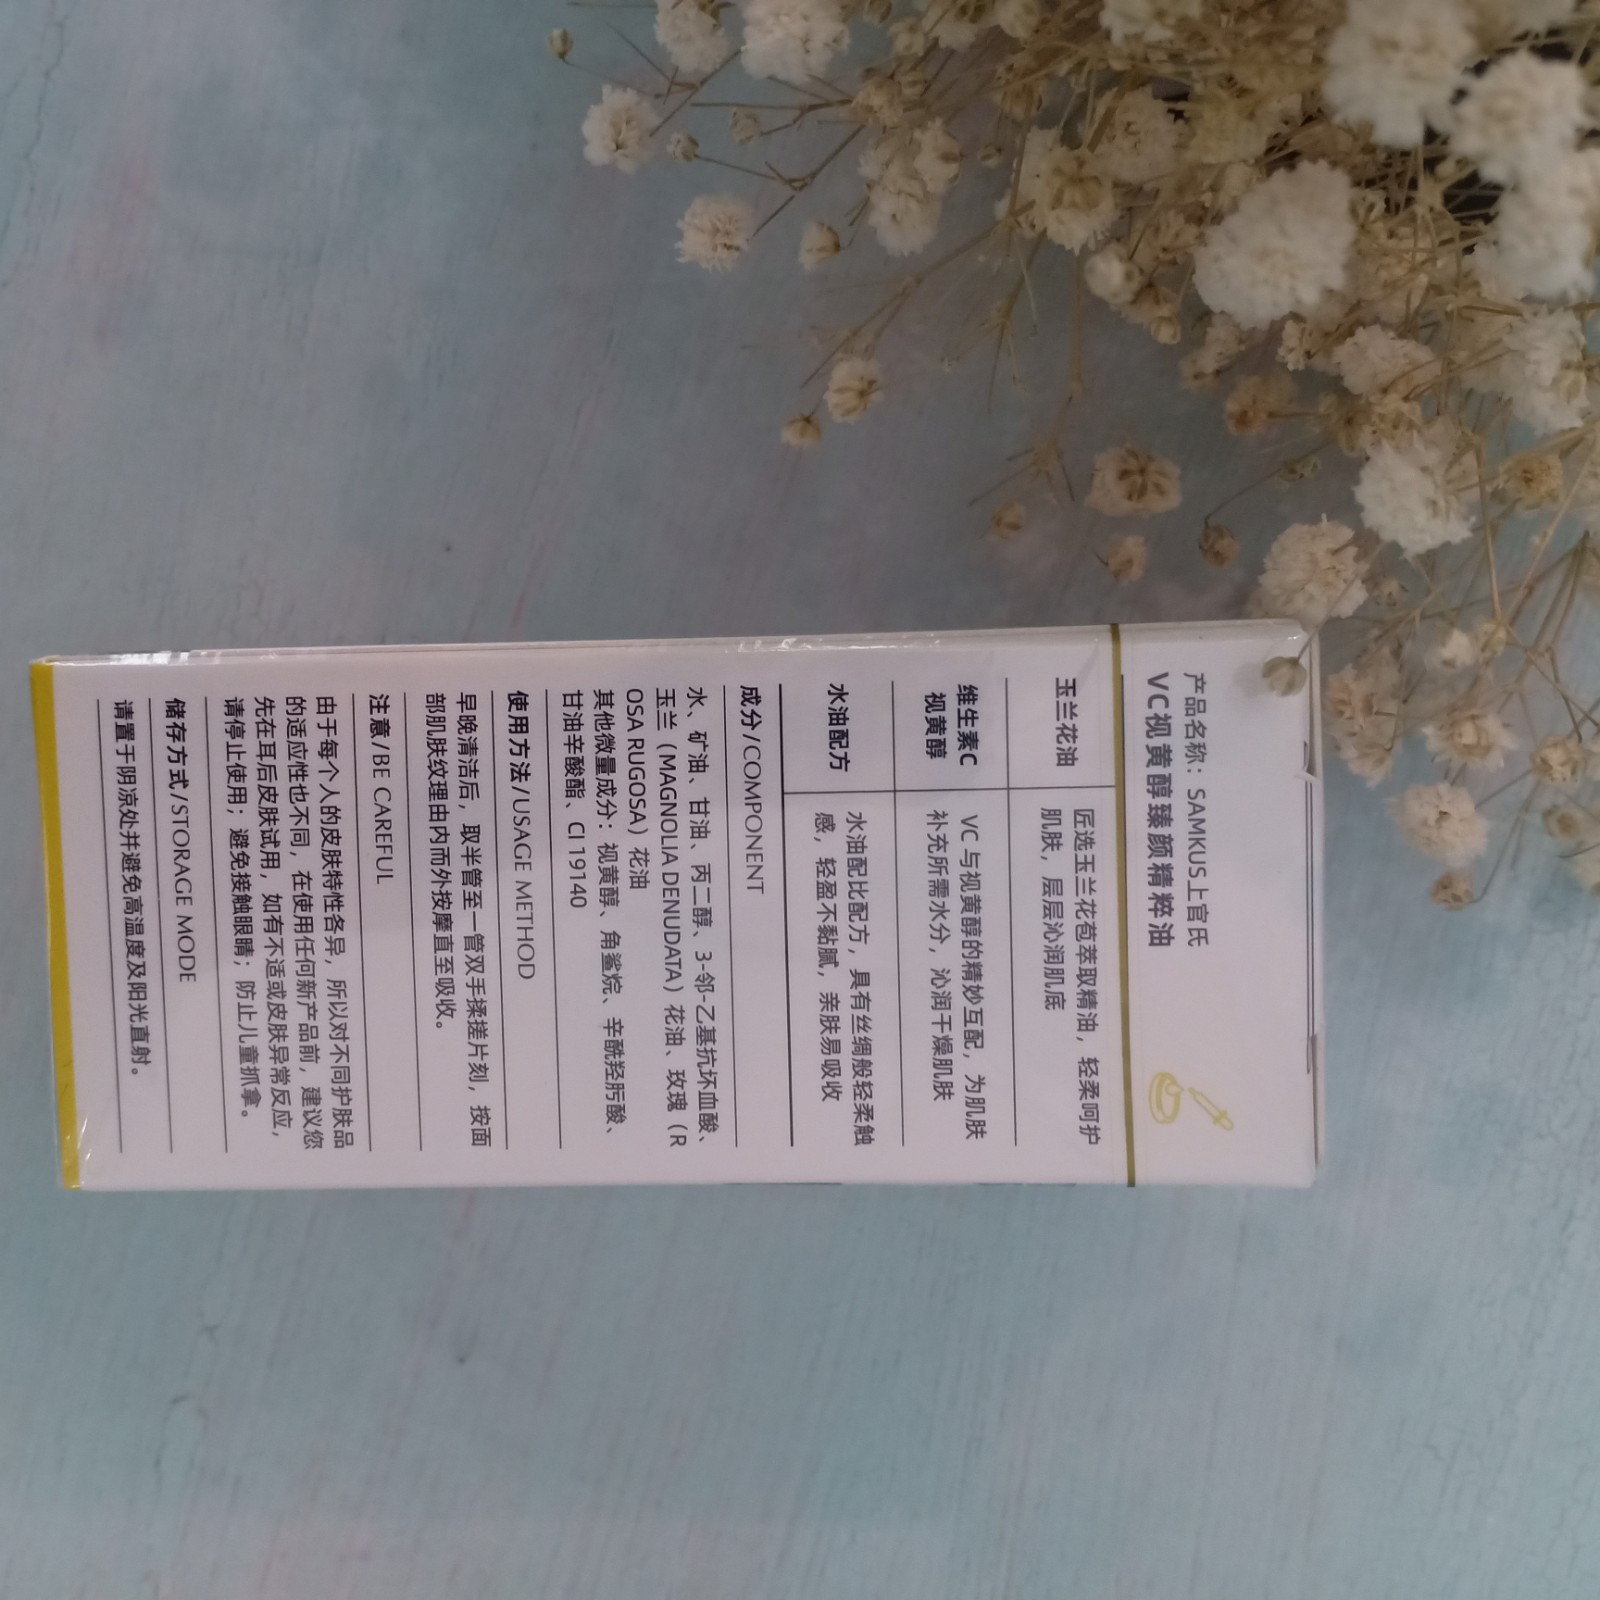 产品名称：SAMKUS上官氏
VC视黄醇臻颜精粹油
玉兰花油
匠选玉兰花苞萃取精油，轻柔呵护
肌肤，层层沁润肌底
维生素C
视黄醇
VC 与视黄醇的精妙互配，为肌肤
补充所需水分，沁润干燥肌肤
水油配方
水油配比配方，具有丝绸般轻柔触
感，轻盈不黏腻，亲肤易吸收
成分/COMPONENT
水、矿油、甘油、丙二醇、3-邻-乙基抗坏血酸、
玉兰（MAGNOLIA DENUDATA）花油、玫瑰（R
OSA RUGOSA）花油
其他微量成分：视黄醇、角鲨烷、辛酰羟肟酸、
甘油辛酸酯、CI 19140
使用方法/USAGE METHOD
早晚清洁后，取半管至一管双手揉搓片刻，按面
部肌肤纹理由内而外按摩直至吸收。
注意/BE CAREFUL
由于每个人的皮肤特性各异，所以对不同护肤品
的适应性也不同，在使用任何新产品前，建议您
先在耳后皮肤试用，如有不适或皮肤异常反应，
请停止使用；避免接触眼睛；防止儿童抓拿。
储存方式/STORAGE MODE
请置于阴凉处并避免高温度及阳光直射。